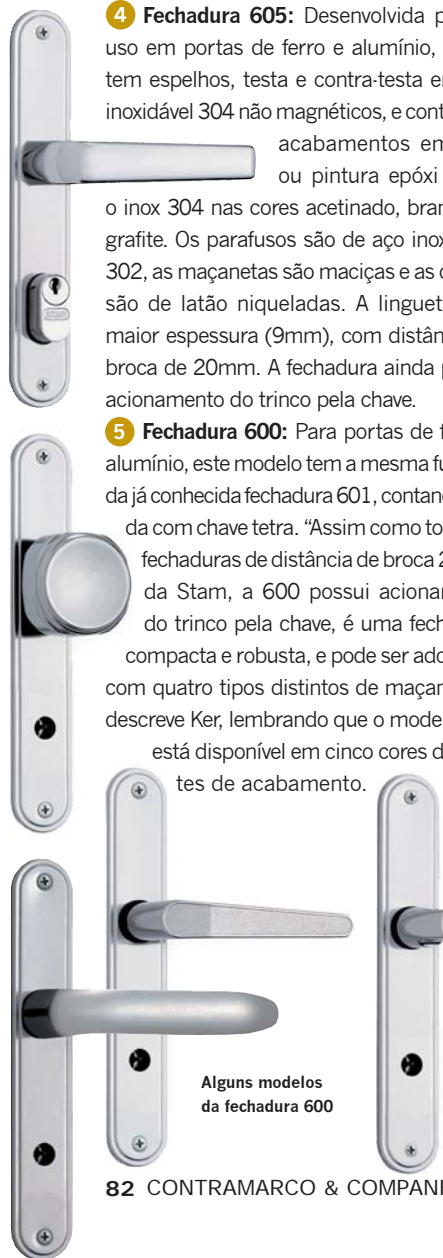 4 Fechadura 605: Desenvolvida p
uso em portas de ferro e alumínio,
tem espelhos, testa e contra-testa e
inoxidável 304 não magnéticos, e cont
acabamentos em
ou pintura epóxi
o inox 304 nas cores acetinado, bran
grafite. Os parafusos são de aço inox
302, as maçanetas são maciças e as c
são de latão niqueladas. A linguet
maior espessura (9mm), com distân
broca de 20mm. A fechadura ainda p
acionamento do trinco pela chave.
5 Fechadura 600: Para portas de f
alumínio, este modelo tem a mesma fu
da já conhecida fechadura 601, contan
da com chave tetra. “Assim como to
fechaduras de distância de broca 2
da Stam, a 600 possui aciona
do trinco pela chave, é uma fech
compacta e robusta, e pode ser ado
com quatro tipos distintos de maçan
descreve Ker, lembrando que o mode
está disponível em cinco cores d
tes de acabamento.
Alguns modelos
da fechadura 600
82 CONTRAMARCO & COMPAN